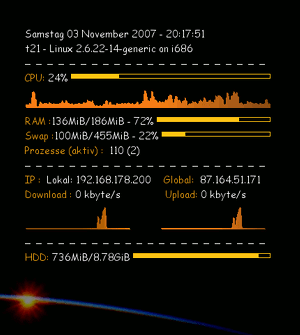 Samstag 03 November 2007 - 20:17:51
t21 - Linux 2.6.22-14-generic on i686
CPU: 24%
RAM :136MiB/186MiB - 72%
Swap :100MiB/455MiB - 22%
Prozesse (aktiv) : 110 (2)
IP : Lokal: 192.168.178.200 Global: 87.164.51.171
Download : 0 kbyte/s Upload: 0 kbyte/s
HDD: 736MiB/8.78GiB